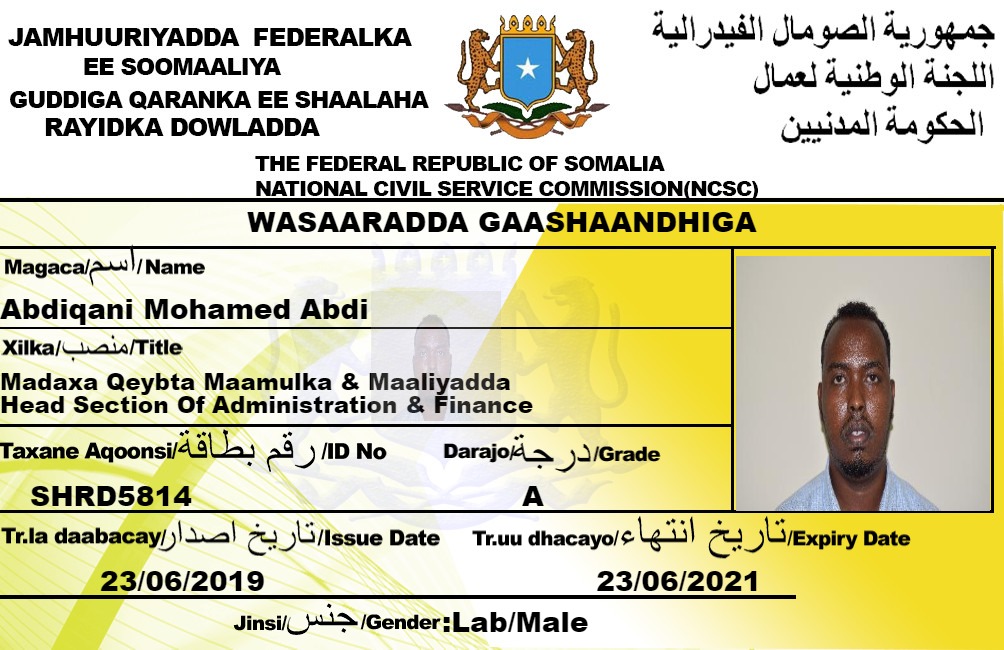 JAMHUURIYADDA FEDERALKA
EE SOOMAALIYA
GUDDIGA QARANKA EE SHAALAHA
RAYIDKA DOWLADDA
جمهورية الصومال الفيدرالية
اللجنة الوطنية لعمال
الحكومة المدنيين
THE FEDERAL REPUBLIC OF SOMALIA
NATIONAL CIVIL SERVICE COMMISSION(NCSC)
WASAARADDA GAASHAANDHIGA
Magaca/اسم/Name
Abdiqani Mohamed Abdi
Xilka/منصب/Title
Madaxa Qeybta Maamulka & Maaliyadda
Head Section Of Administration & Finance
Taxane Aqoonsi/رقم بطاقة/ID No Darajo/درجة/Grade
SHRD5814 A
Tr.la daabacay/تاريخ اصدار/Issue Date Tr.uu dhacayo/تاريخ انتهاء/Expiry Date
23/06/2019 23/06/2021
Jinsi/جنس/Gender :Lab/Male